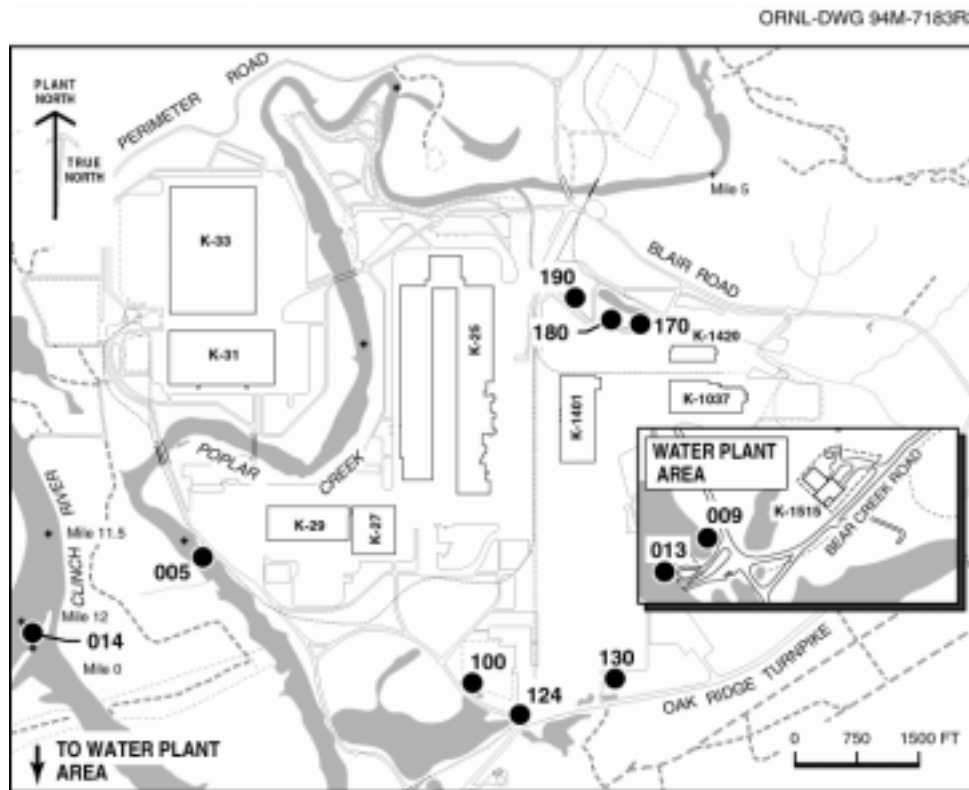 ORNL-DWG 94M-7183R
PLANT
NORTH
TRUE
NORTH
PERIMETER ROAD
Mile 5
K-33
BLAIR ROAD
190
180
170
K-25
K-1420
K-31
K-1401
K-1037
POPLAR
CREEK
WATER PLANT
AREA
K-1515
BEAR CREEK ROAD
009
013
CLINCH RIVER
Mile 11.5
K-29
K-27
005
Mile 12
014
Mile 0
100
130
124
OAK RIDGE TURNPIKE
TO WATER PLANT
AREA
0 750 1500 FT